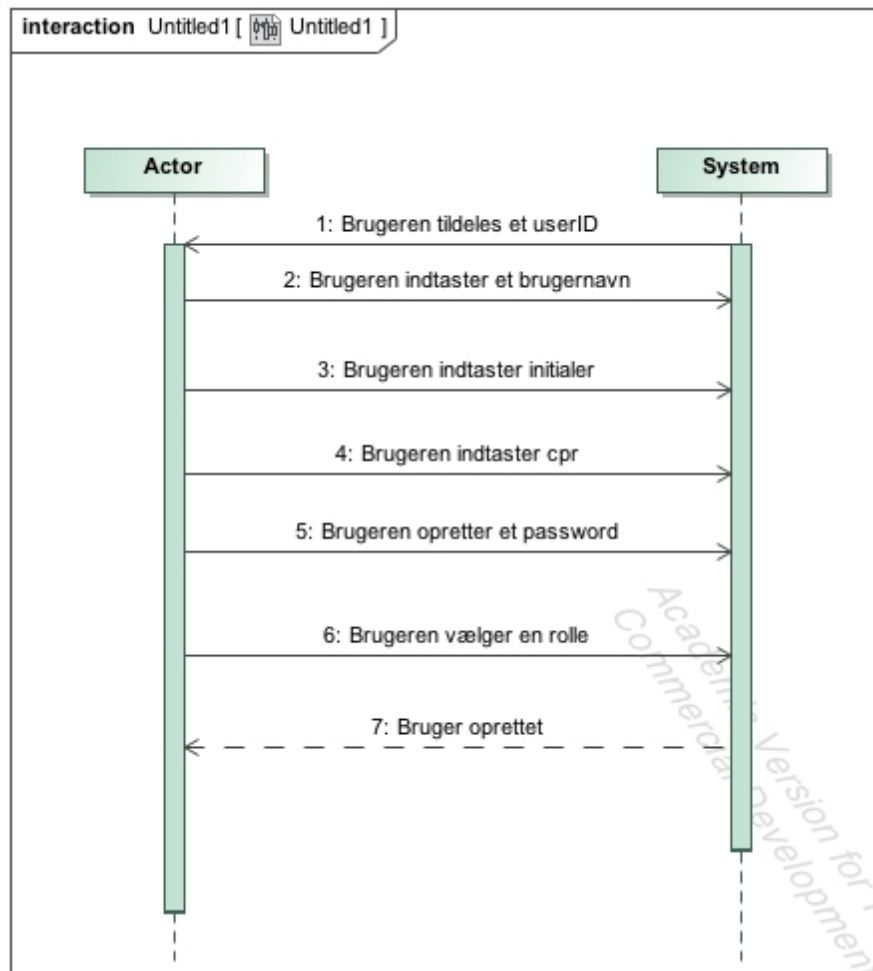 interaction Untitled1 [ Untitled1 ]
Actor
System
1: Brugeren tildeles et userID
2: Brugeren indtaster et brugernavn
3: Brugeren indtaster initialer
4: Brugeren indtaster cpr
5: Brugeren opretter et password
6: Brugeren vælger en rolle
7: Bruger oprettet
Academic Version for
Commercial Development